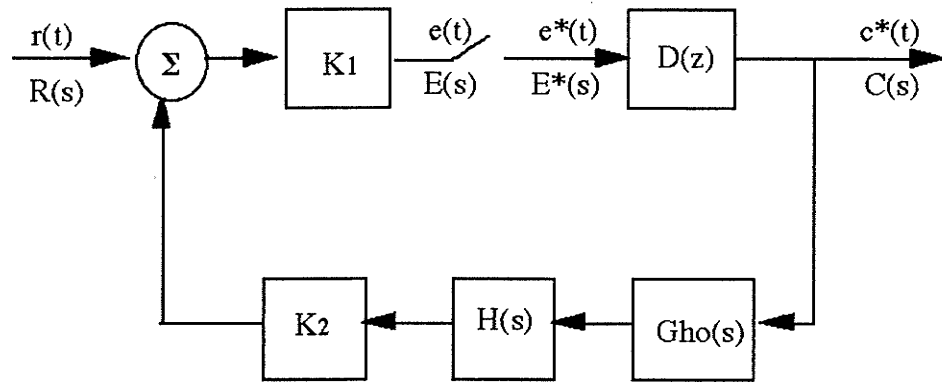 r(t)
R(s)
Σ
K1
e(t)
E(s)
e*(t)
E*(s)
D(z)
c*(t)
C(s)
K2
H(s)
Gho(s)